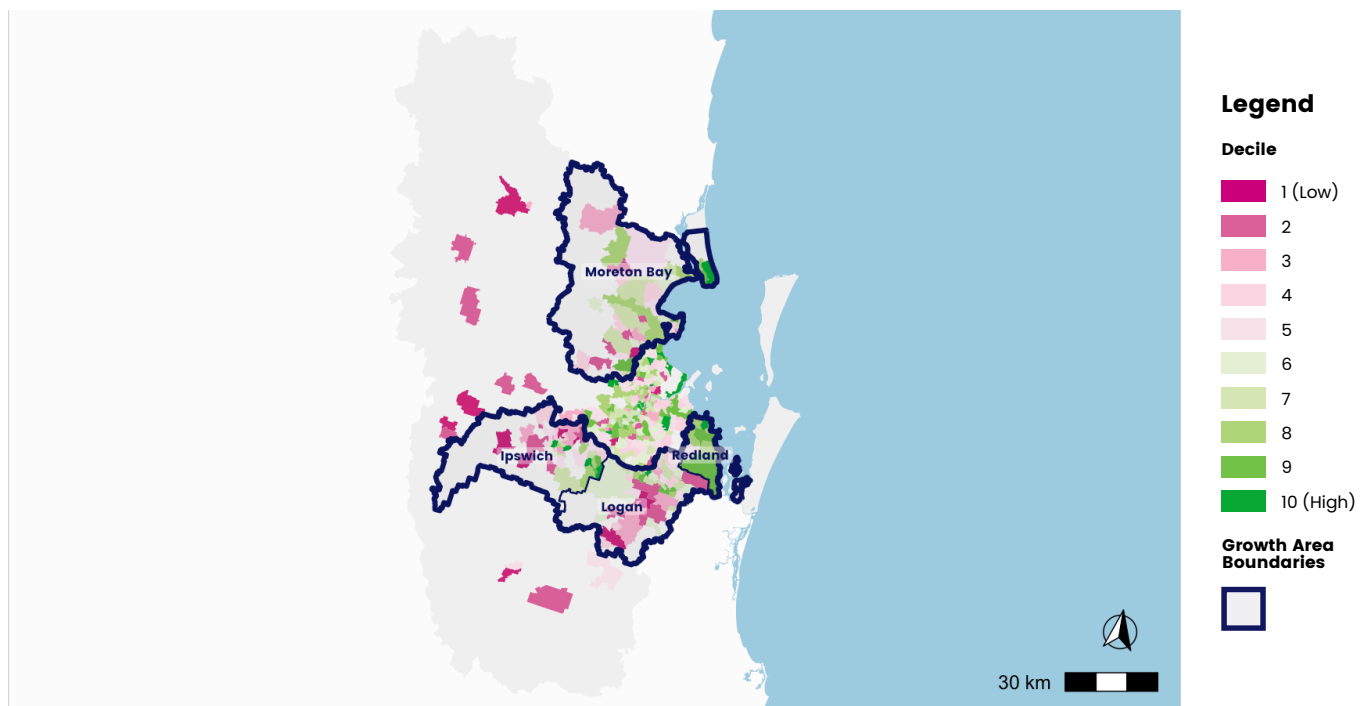 Moreton Bay
Ipswich
Redland
Logan
30 km
Legend
Decile
1 (Low)
2
3
4
5
6
7
8
9
10 (High)
Growth Area
Boundaries